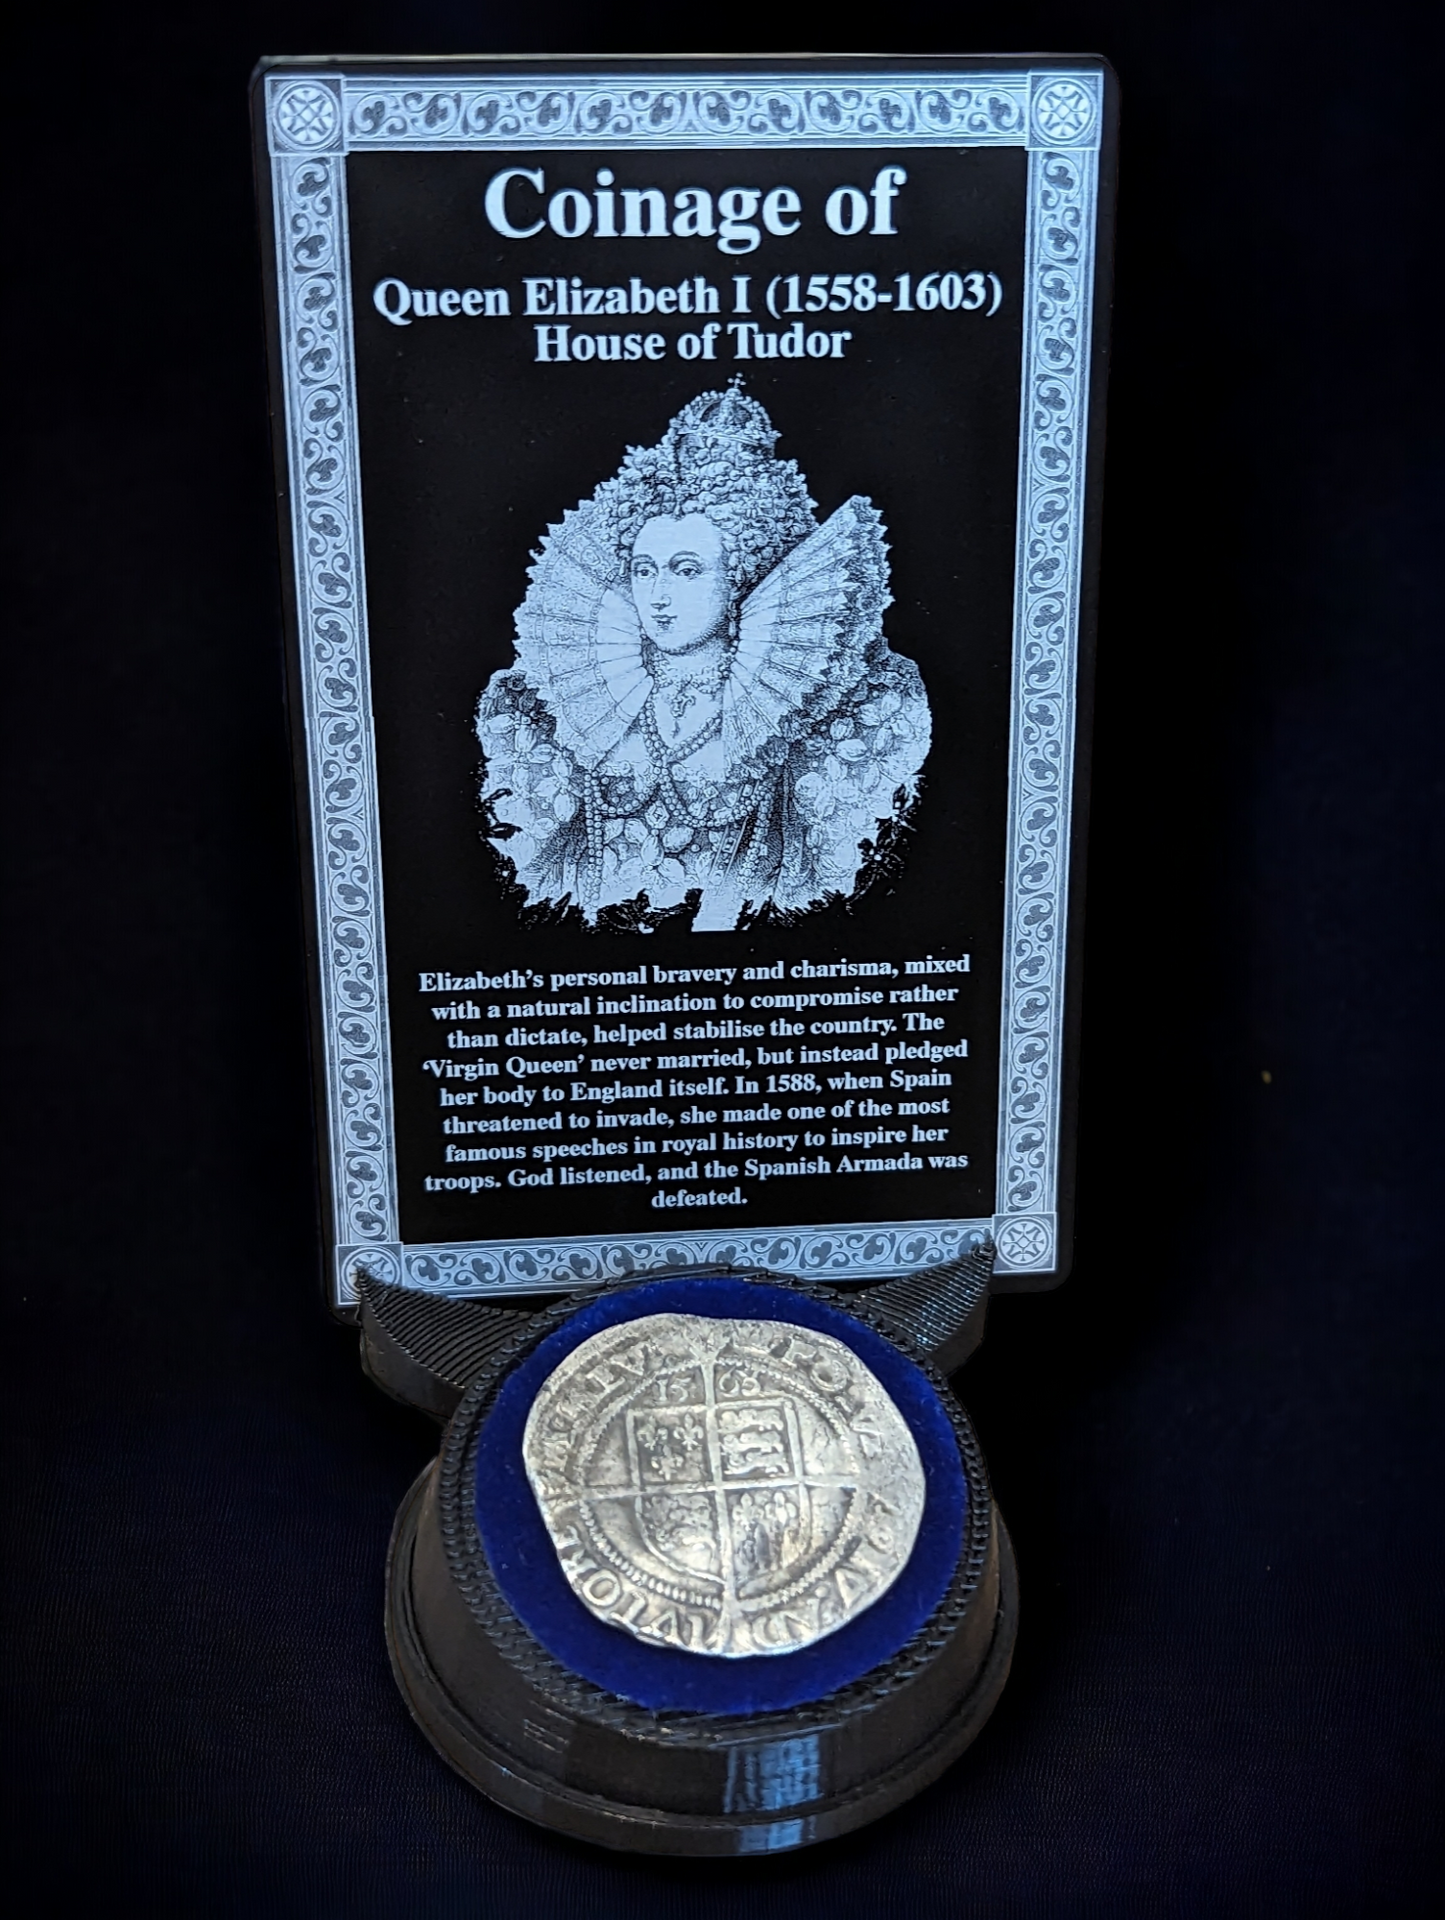 Coinage of
Queen Elizabeth I (1558-1603)
House of Tudor
Elizabeth’s personal bravery and charisma, mixed
with a natural inclination to compromise rather
than dictate, helped stabilise the country. The
‘Virgin Queen’ never married, but instead pledged
her body to England itself. In 1588, when Spain
threatened to invade, she made one of the most
famous speeches in royal history to inspire her
troops. God listened, and the Spanish Armada was
defeated.